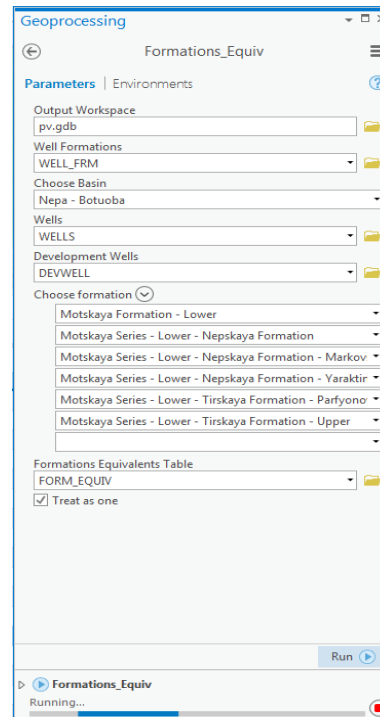 Geoprocessing
Formations_Equiv
Parameters | Environments
Output Workspace
pv.gdb
Well Formations
WELL_FRM
Choose Basin
Nepa - Botuoba
Wells
WELLS
Development Wells
DEVWELL
Choose formation
Motskaya Formation - Lower
Motskaya Series - Lower - Nepskaya Formation
Motskaya Series - Lower - Nepskaya Formation - Markov
Motskaya Series - Lower - Nepskaya Formation - Yaraktin
Motskaya Series - Lower - Tirskaya Formation - Parfyonov
Motskaya Series - Lower - Tirskaya Formation - Upper
Formations Equivalents Table
FORM_EQUIV
Treat as one
Run
Formations_Equiv
Running...